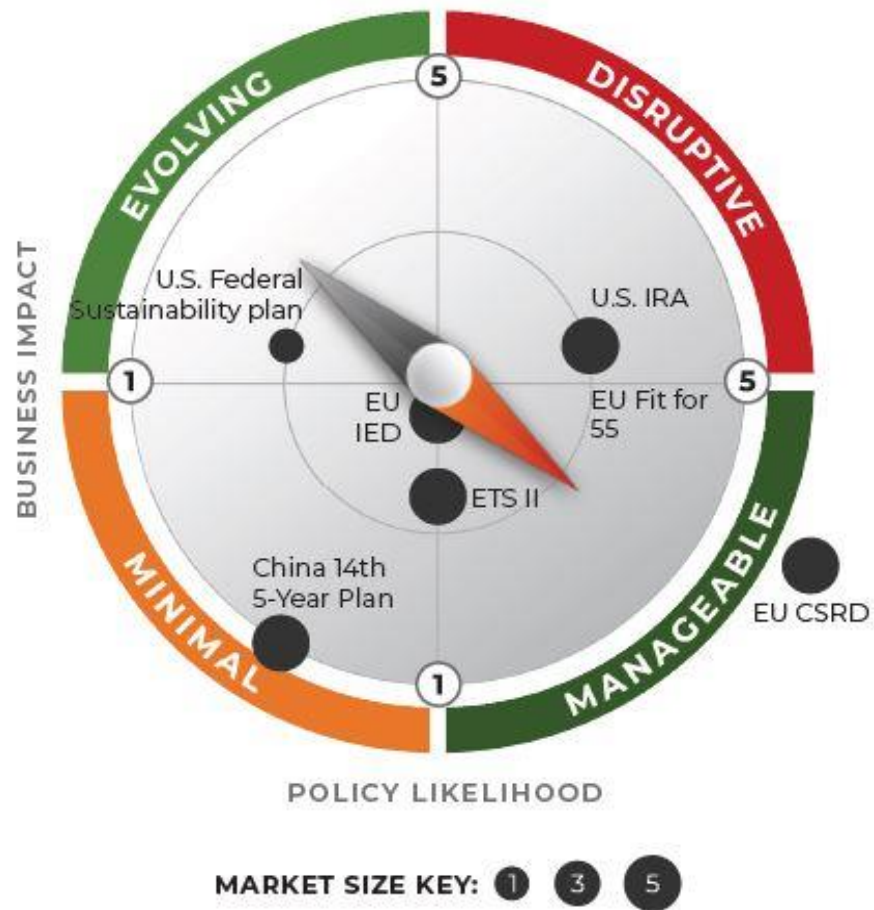 5
EVOLVING
DISRUPTIVE
BUSINESS IMPACT
U.S. Federal
Sustainability plan
U.S. IRA
1
5
EU
IED
EU Fit for
55
ETS II
China 14th
5-Year Plan
MINIMAL
MANAGEABLE
EU CSRD
1
POLICY LIKELIHOOD
MARKET SIZE KEY: 1 3 5